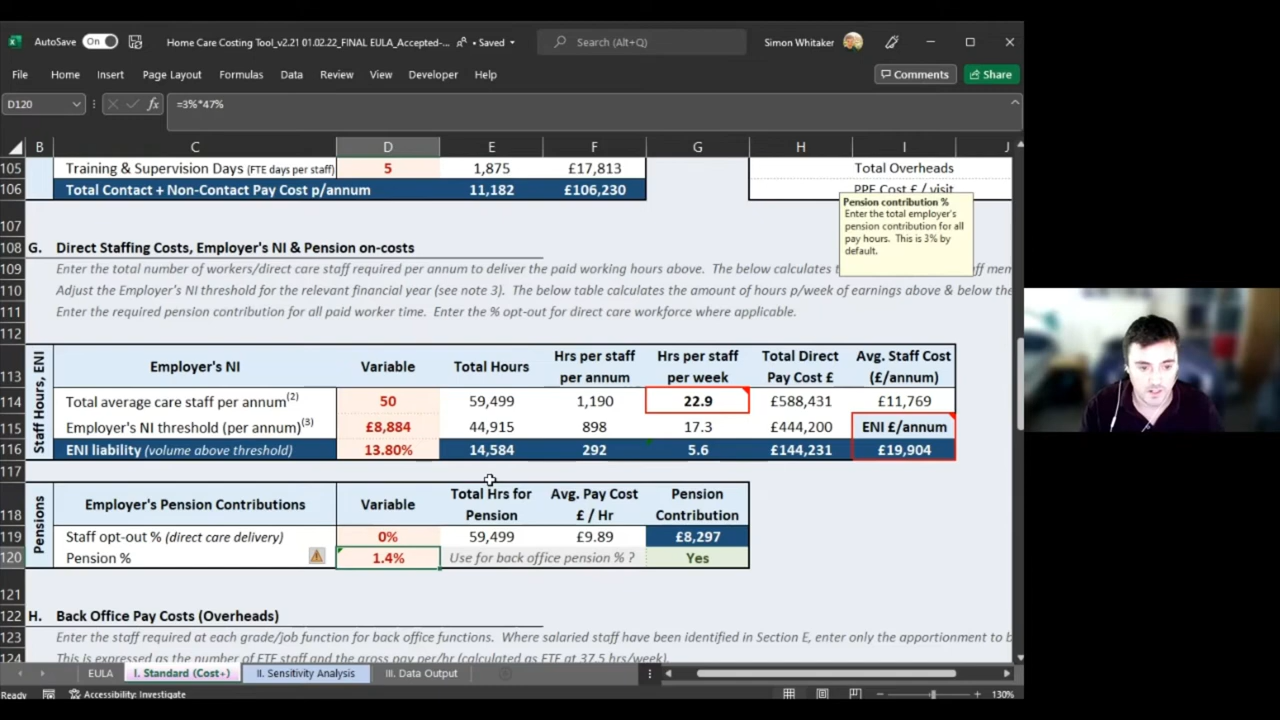 AutoSave On Home Care Costing Tool_v2.21 01.02.22_FINAL EULA_Accepted-... • Saved Search (Alt+Q) Simon Whitaker
File Home Insert Page Layout Formulas Data Review View Developer Help Comments Share
D120 fx =3%*47%
B C D E F G H I J
105 Training & Supervision Days (FTE days per staff) 5 1,875 £17,813 Total Overheads
106 Total Contact + Non-Contact Pay Cost p/annum 11,182 £106,230 PPE Cost £ / visit
Pension contribution %
Enter the total employer's
pension contribution for all
pay hours. This is 3% by
default.
107
108 G. Direct Staffing Costs, Employer's NI & Pension on-costs
109 Enter the total number of workers/direct care staff required per annum to deliver the paid working hours above. The below calculates t aff mem
110 Adjust the Employer's NI threshold for the relevant financial year (see note 3). The below table calculates the amount of hours p/week of earnings above & below the
111 Enter the required pension contribution for all paid worker time. Enter the % opt-out for direct care workforce where applicable.
112
113 Staff Hours, ENI Employer's NI Variable Total Hours Hrs per staff per annum Hrs per staff per week Total Direct Pay Cost £ Avg. Staff Cost (£/annum)
114 Total average care staff per annum(2) 50 59,499 1,190 22.9 £588,431 £11,769
115 Employer's NI threshold (per annum)(3) £8,884 44,915 898 17.3 £444,200 ENI £/annum
116 ENI liability (volume above threshold) 13.80% 14,584 292 5.6 £144,231 £19,904
117
118 Pensions Employer's Pension Contributions Variable Total Hrs for Pension Avg. Pay Cost £ / Hr Pension Contribution
119 Staff opt-out % (direct care delivery) 0% 59,499 £9.89 £8,297
120 Pension % 1.4% Use for back office pension % ? Yes
121
122 H. Back Office Pay Costs (Overheads)
123 Enter the staff required at each grade/job function for back office functions. Where salaried staff have been identified in Section E, enter only the apportionment to b
124 This is expressed as the number of FTE staff and the gross pay per/hr (calculated as FTE at 37.5 hrs/week).
EULA I. Standard (Cost+) II. Sensitivity Analysis III. Data Output
Ready Accessibility: Investigate 130%